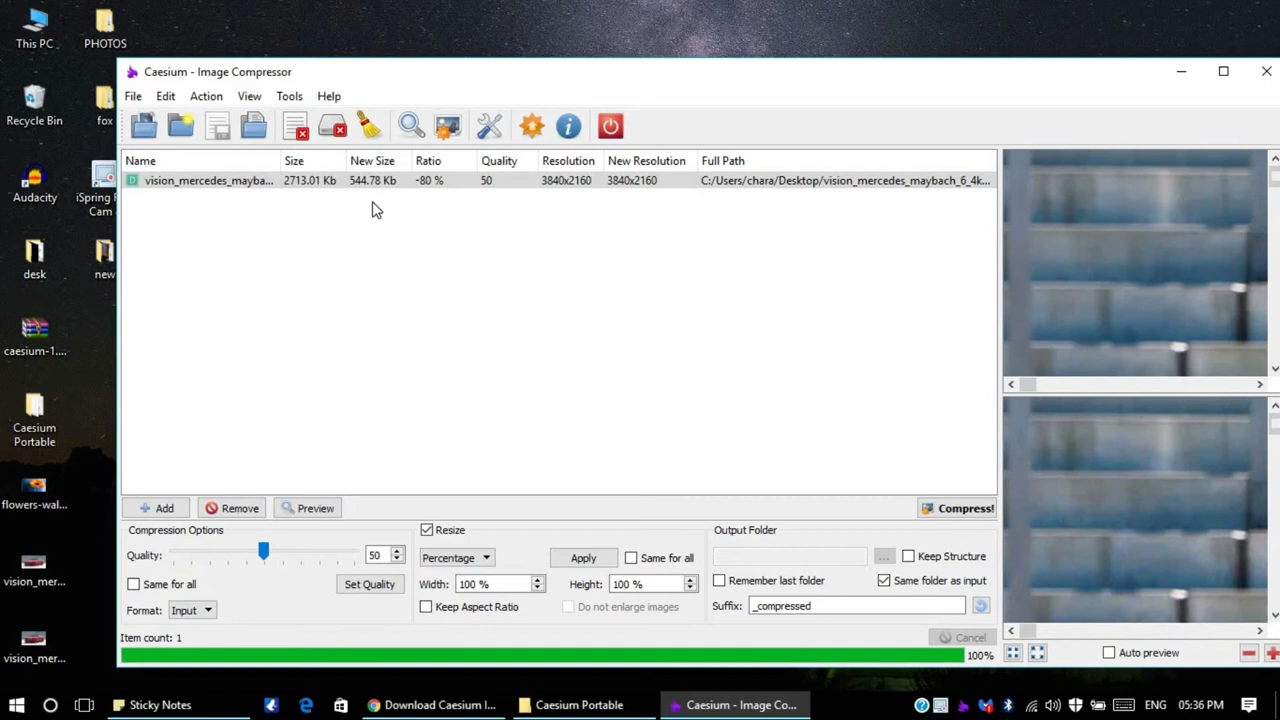 This PC
PHOTOS
Recycle Bin
fox
Audacity
iSpring F
Cam
desk
new
caesium-1....
Caesium
Portable
flowers-wal...
vision_mer...
vision_mer...
Caesium - Image Compressor
File Edit Action View Tools Help
Name Size New Size Ratio Quality Resolution New Resolution Full Path
D vision_mercedes_mayba... 2713.01 Kb 544.78 Kb -80 % 50 3840x2160 3840x2160 C:/Users/chara/Desktop/vision_mercedes_maybach_6_4k...
Add Remove Preview Compress!
Compression Options Resize Output Folder
Quality: 50 Percentage Apply Same for all ... Keep Structure
Same for all Set Quality Width: 100 % Height: 100 % Remember last folder Same folder as input
Format: Input Keep Aspect Ratio Do not enlarge images Suffix: _compressed
Item count: 1 Cancel
100% Auto preview
Sticky Notes Download Caesium I... Caesium Portable Caesium - Image Co... ENG 05:36 PM